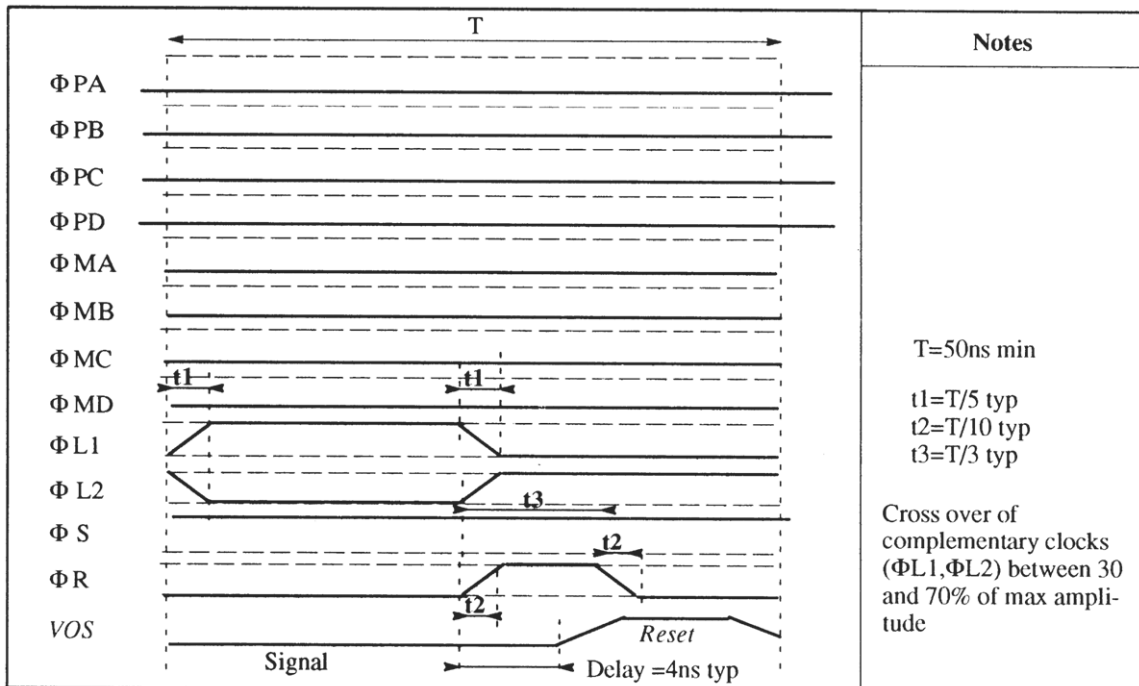 T
Notes
ΦPA
ΦPB
ΦPC
ΦPD
ΦMA
ΦMB
ΦMC
t1
t1
ΦMD
ΦL1
ΦL2
t3
ΦS
t2
ΦR
t2
VOS
Reset
Signal
Delay =4ns typ
T=50ns min
t1=T/5 typ
t2=T/10 typ
t3=T/3 typ
Cross over of
complementary clocks
(ΦL1,ΦL2) between 30
and 70% of max ampli-
tude